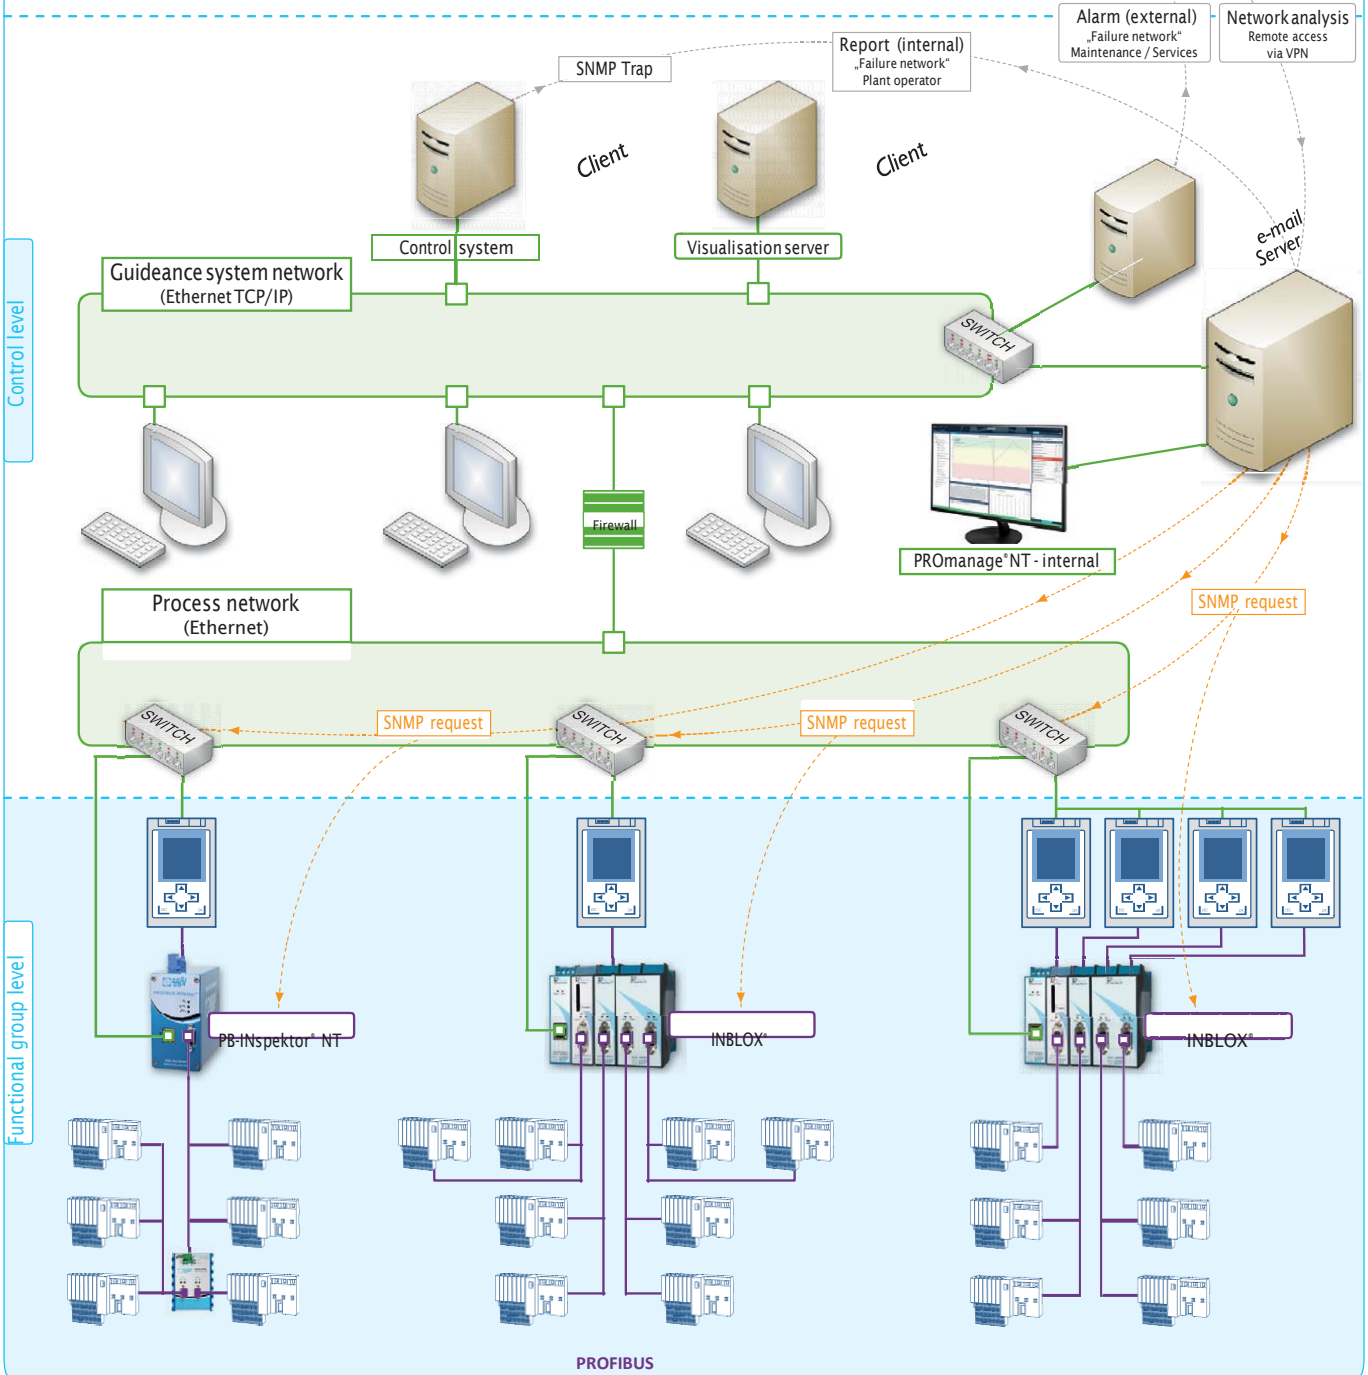 Alarm (external)
„Failure network“
Maintenance / Services
Network analysis
Remote access
via VPN
Report (internal)
„Failure network“
Plant operator
SNMP Trap
Client
Client
e-mail
Server
Control system
Visualisation server
Guideance system network
(Ethernet TCP/IP)
SWITCH
Control level
Firewall
PROmanage® NT - internal
Process network
(Ethernet)
SNMP request
SNMP request
SNMP request
SWITCH
SWITCH
SWITCH
Functional group level
PB-INspektor® NT
INBLOX®
INBLOX®
PROFIBUS